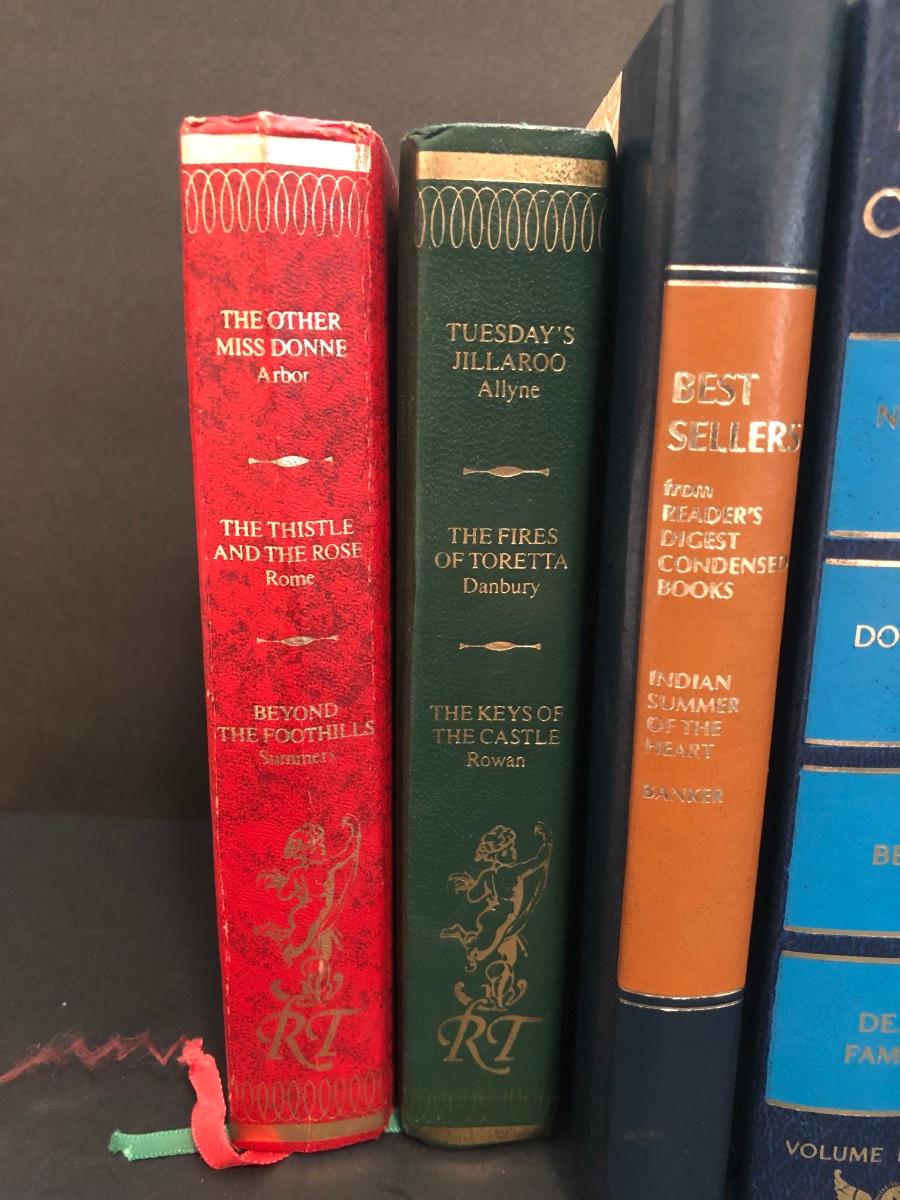 THE OTHER
MISS DONNE
Arbor
THE THISTLE
AND THE ROSE
Rome
BEYOND
THE FOOTHILLS
Summers
RT
TUESDAY'S
JILLAROO
Allyne
THE FIRES
OF TORETTA
Danbury
THE KEYS OF
THE CASTLE
Rowan
RT
BEST
SELLERS
from
READER'S
DIGEST
CONDENSED
BOOKS
INDIAN
SUMMER
OF THE
HEART
BANKER
VOLUME